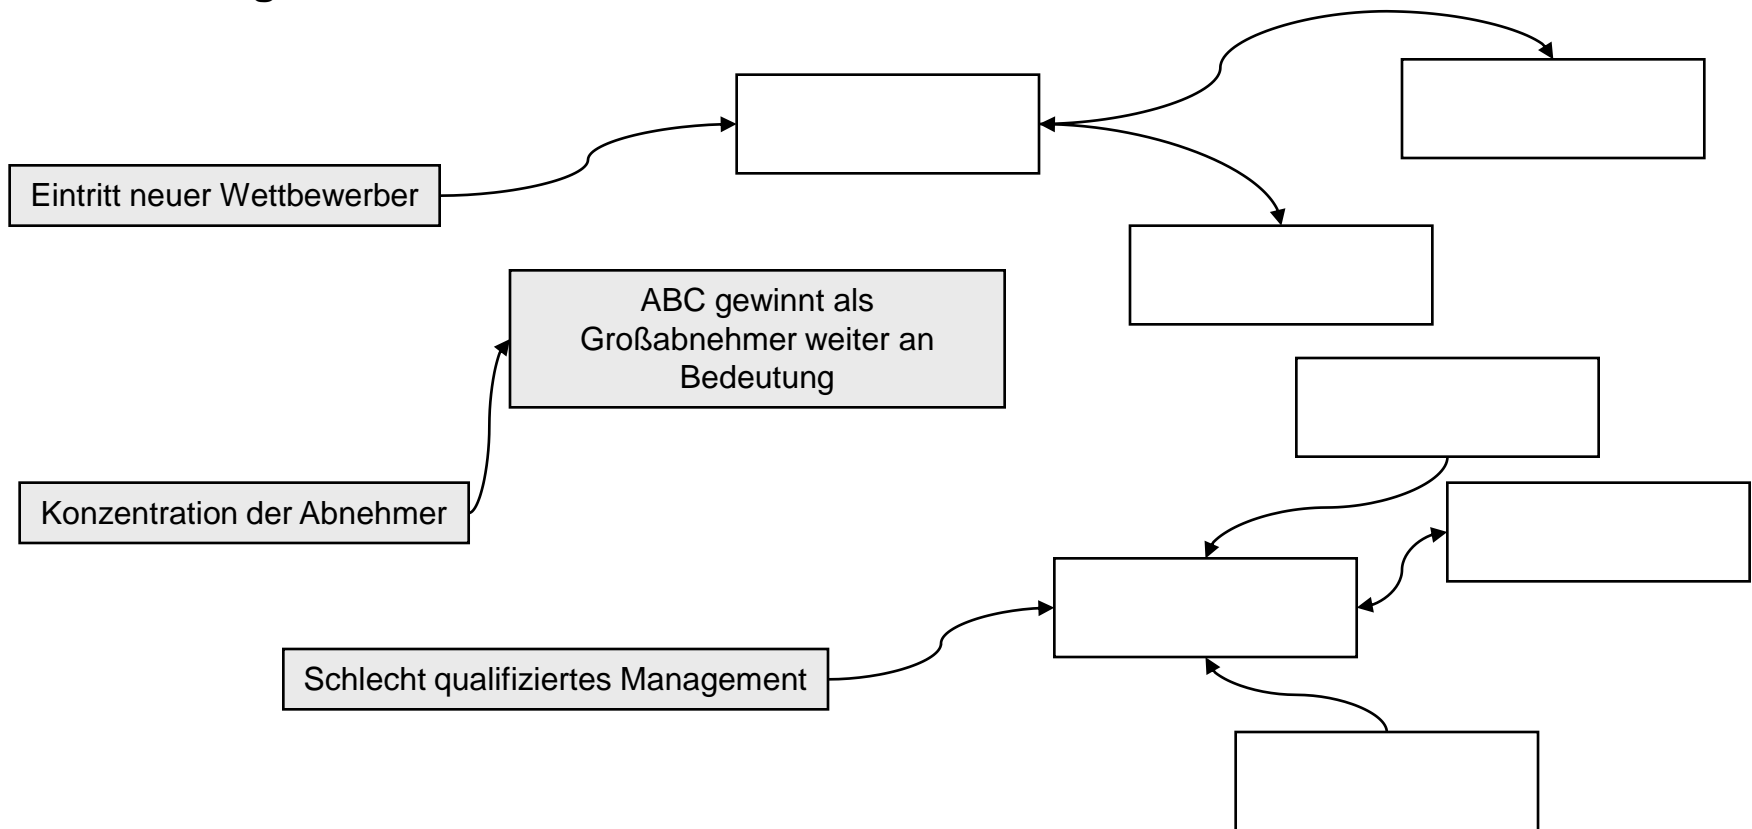 Eintritt neuer Wettbewerber
ABC gewinnt als
Großabnehmer weiter an
Bedeutung
Konzentration der Abnehmer
Schlecht qualifiziertes Management